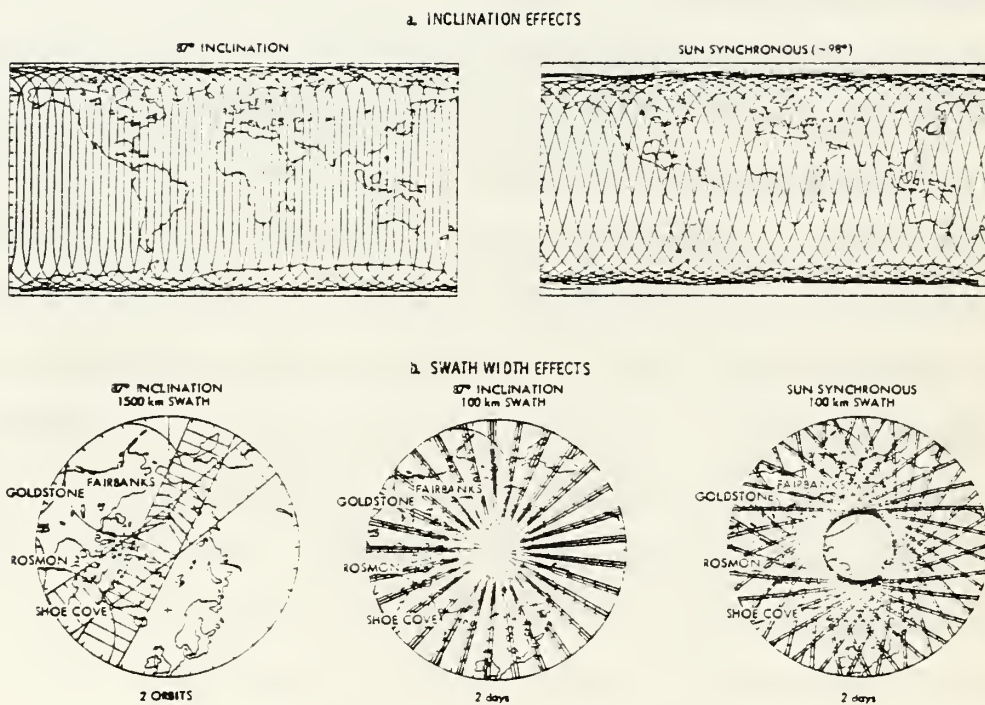 a. INCLINATION EFFECTS
87° INCLINATION
SUN SYNCHRONOUS (~98°)
b. SWATH WIDTH EFFECTS
87° INCLINATION
1500 km SWATH
87° INCLINATION
100 km SWATH
SUN SYNCHRONOUS
100 km SWATH
FAIRBANKS
GOLDSTONE
ROSMON
SHOE COVE
FAIRBANKS
GOLDSTONE
ROSMON
SHOE COVE
FAIRBANKS
GOLDSTONE
ROSMON
SHOE COVE
2 ORBITS
2 days
2 days